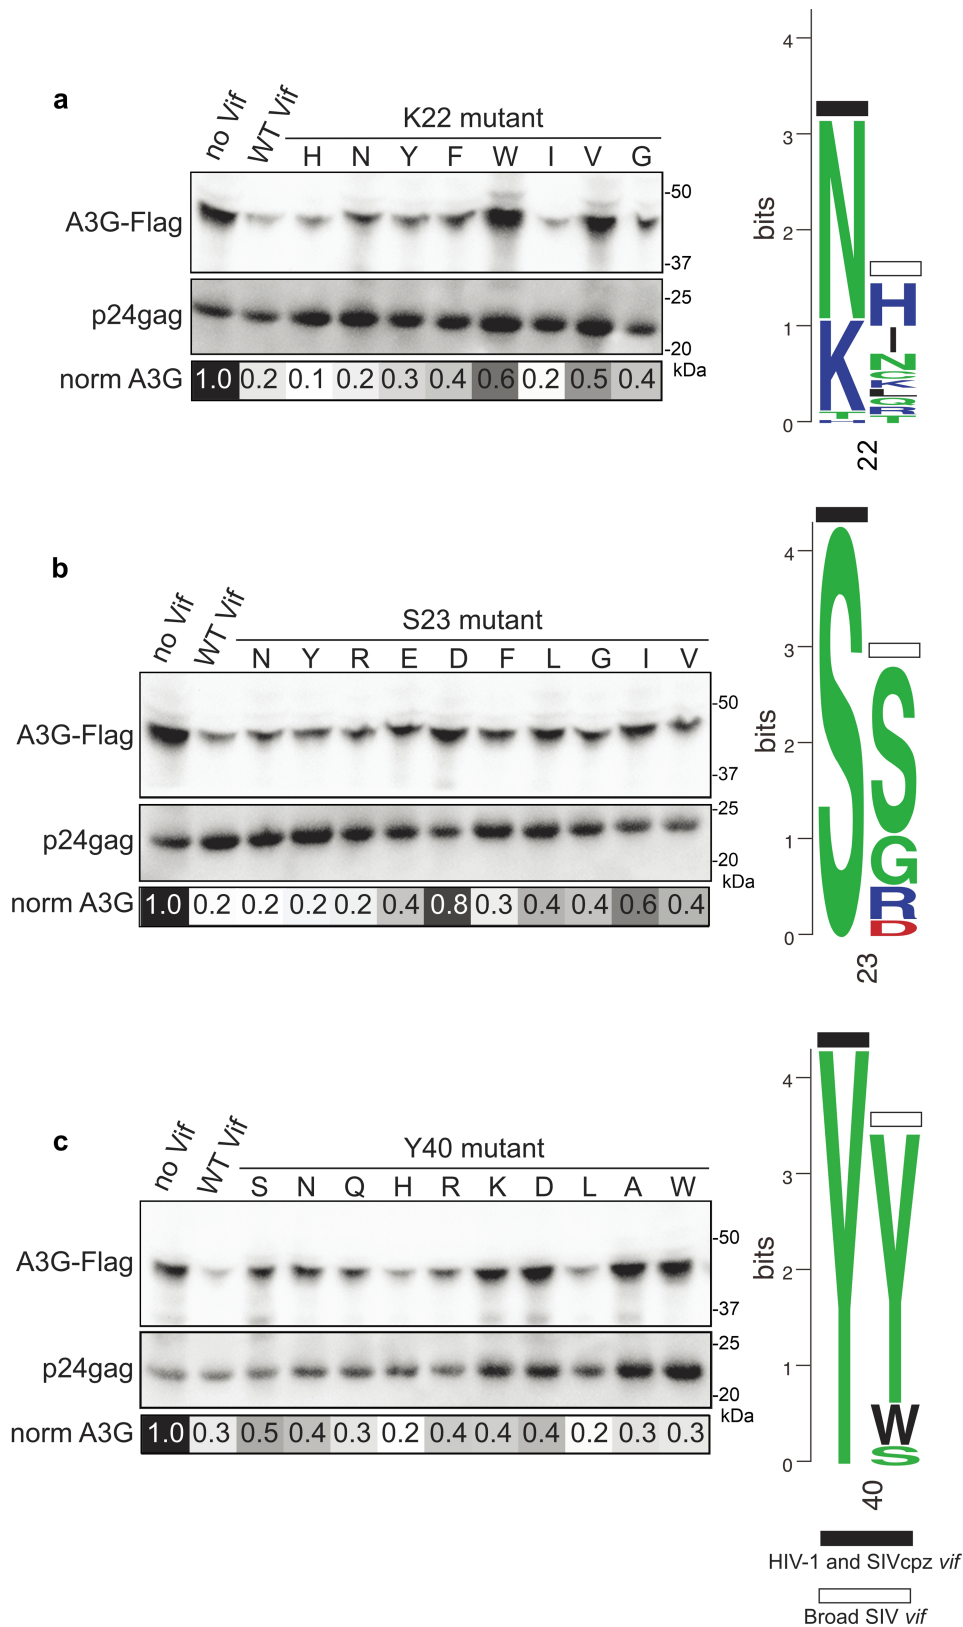 a
no Vif WT Vif K22 mutant
H N Y F W I V G
A3G-Flag
-50
-37
p24gag
-25
-20
kDa
norm A3G 1.0 0.2 0.1 0.2 0.3 0.4 0.6 0.2 0.5 0.4
bits
4
3
2
1
0
N
K
T
H
I
N
C
K
L
Q
R
T
22
b
no Vif WT Vif S23 mutant
N Y R E D F L G I V
A3G-Flag
-50
-37
p24gag
-25
-20
kDa
norm A3G 1.0 0.2 0.2 0.2 0.2 0.4 0.8 0.3 0.4 0.4 0.6 0.4
bits
4
3
2
1
0
S
S
G
R
D
23
c
no Vif WT Vif Y40 mutant
S N Q H R K D L A W
A3G-Flag
-50
-37
p24gag
-25
-20
kDa
norm A3G 1.0 0.3 0.5 0.4 0.3 0.2 0.4 0.4 0.4 0.2 0.3 0.3
bits
4
3
2
1
0
Y
Y
W
S
40
HIV-1 and SIVcpz vif
Broad SIV vif